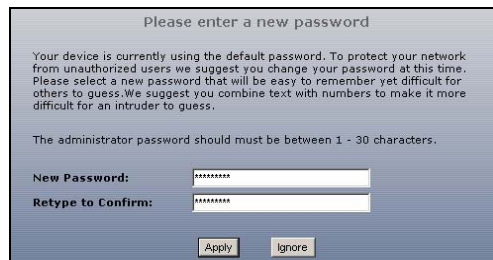 Please enter a new password
Your device is currently using the default password. To protect your network
from unauthorized users we suggest you change your password at this time.
Please select a new password that will be easy to remember yet difficult for
others to guess.We suggest you combine text with numbers to make it more
difficult for an intruder to guess.
The administrator password should must be between 1 - 30 characters.
New Password: *********
Retype to Confirm: *********
Apply Ignore